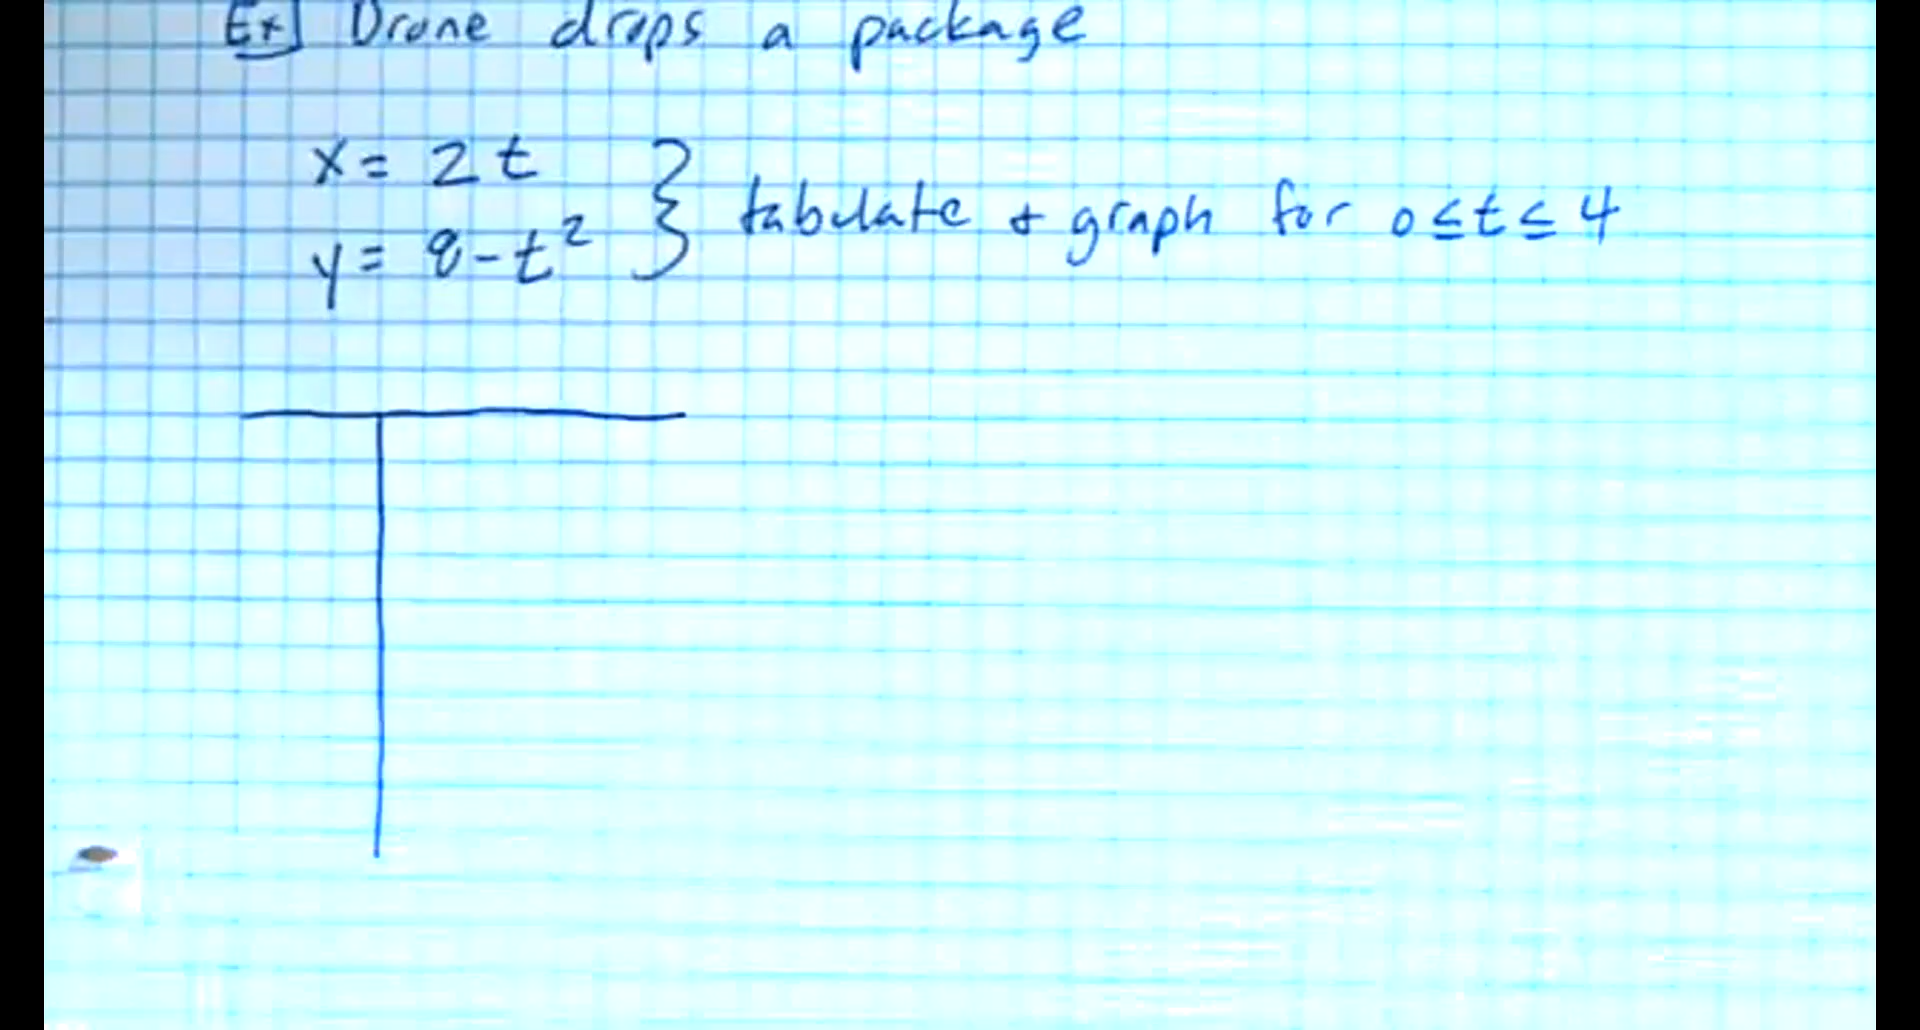 Ex] Drone drops a package
x = 2t
y = 8 - t² } tabulate + graph for 0 ≤ t ≤ 4